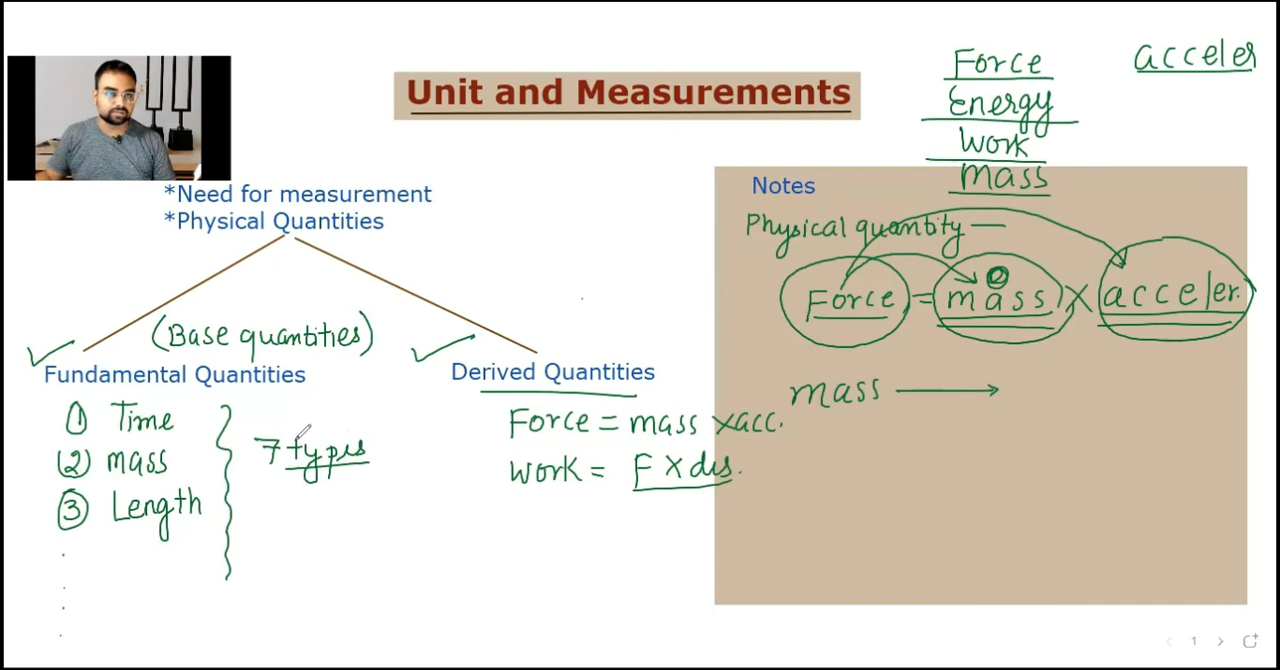 Force
acceler
Unit and Measurements
Energy
Work
mass
*Need for measurement
*Physical Quantities
Notes
Physical quantity —
Force = mass × acceler.
(Base quantities)
Fundamental Quantities
Derived Quantities
mass →
① Time
② mass
③ Length
7 types
Force = mass × acc.
Work = F × dis.
1